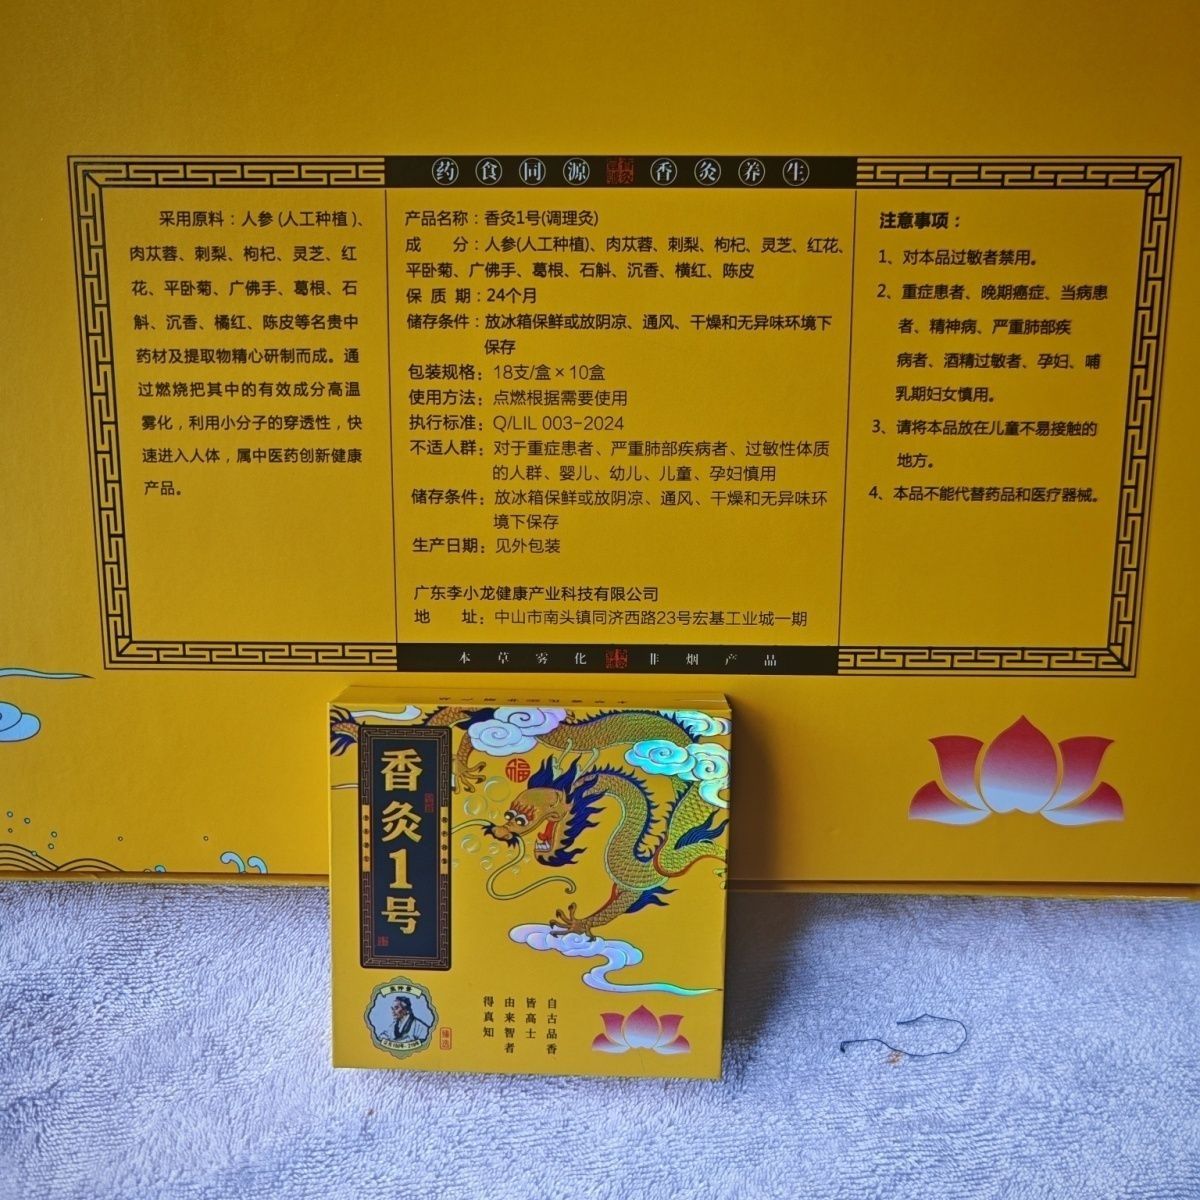 药食同源 香灸养生
采用原料：人参(人工种植)、
肉苁蓉、刺梨、枸杞、灵芝、红
花、平卧菊、广佛手、葛根、石
斛、沉香、橘红、陈皮等名贵中
药材及提取物精心研制而成。通
过燃烧把其中的有效成分高温
雾化，利用小分子的穿透性，快
速进入人体，属中医药创新健康
产品。
产品名称：香灸1号(调理灸)
成 分：人参(人工种植)、肉苁蓉、刺梨、枸杞、灵芝、红花、
平卧菊、广佛手、葛根、石斛、沉香、横红、陈皮
保 质 期：24个月
储存条件：放冰箱保鲜或放阴凉、通风、干燥和无异味环境下
保存
包装规格：18支/盒×10盒
使用方法：点燃根据需要使用
执行标准：Q/LIL 003-2024
不适人群：对于重症患者、严重肺部疾病者、过敏性体质
的人群、婴儿、幼儿、儿童、孕妇慎用
储存条件：放冰箱保鲜或放阴凉、通风、干燥和无异味环
境下保存
生产日期：见外包装
广东李小龙健康产业科技有限公司
地 址：中山市南头镇同济西路23号宏基工业城一期
注意事项：
1、对本品过敏者禁用。
2、重症患者、晚期癌症、当病患
者、精神病、严重肺部疾
病者、酒精过敏者、孕妇、哺
乳期妇女慎用。
3、请将本品放在儿童不易接触的
地方。
4、本品不能代替药品和医疗器械。
本草雾化 非烟产品
香灸1号
福
自古品香
皆高士
由来智者
得真知
臻选